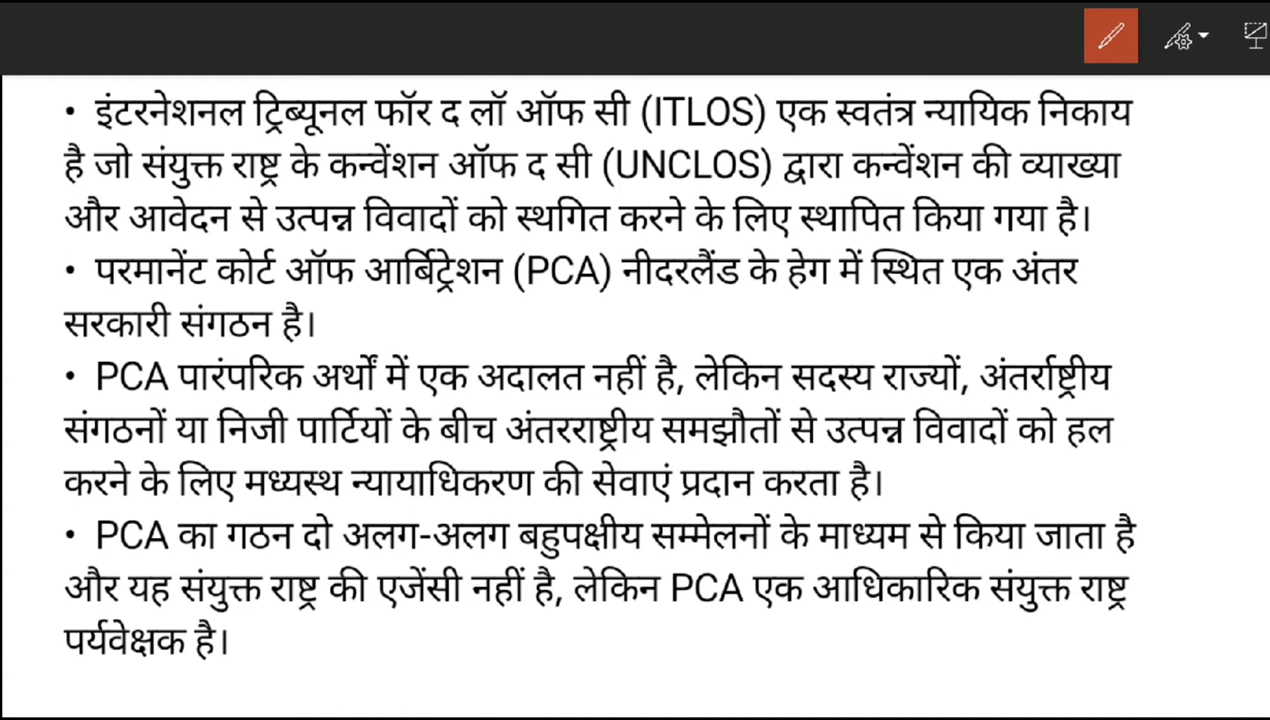 • इंटरनेशनल ट्रिब्यूनल फॉर द लॉ ऑफ सी (ITLOS) एक स्वतंत्र न्यायिक निकाय
है जो संयुक्त राष्ट्र के कन्वेंशन ऑफ द सी (UNCLOS) द्वारा कन्वेंशन की व्याख्या
और आवेदन से उत्पन्न विवादों को स्थगित करने के लिए स्थापित किया गया है।
• परमानेंट कोर्ट ऑफ आर्बिट्रेशन (PCA) नीदरलैंड के हेग में स्थित एक अंतर
सरकारी संगठन है।
• PCA पारंपरिक अर्थों में एक अदालत नहीं है, लेकिन सदस्य राज्यों, अंतर्राष्ट्रीय
संगठनों या निजी पार्टियों के बीच अंतरराष्ट्रीय समझौतों से उत्पन्न विवादों को हल
करने के लिए मध्यस्थ न्यायाधिकरण की सेवाएं प्रदान करता है।
• PCA का गठन दो अलग-अलग बहुपक्षीय सम्मेलनों के माध्यम से किया जाता है
और यह संयुक्त राष्ट्र की एजेंसी नहीं है, लेकिन PCA एक आधिकारिक संयुक्त राष्ट्र
पर्यवेक्षक है।